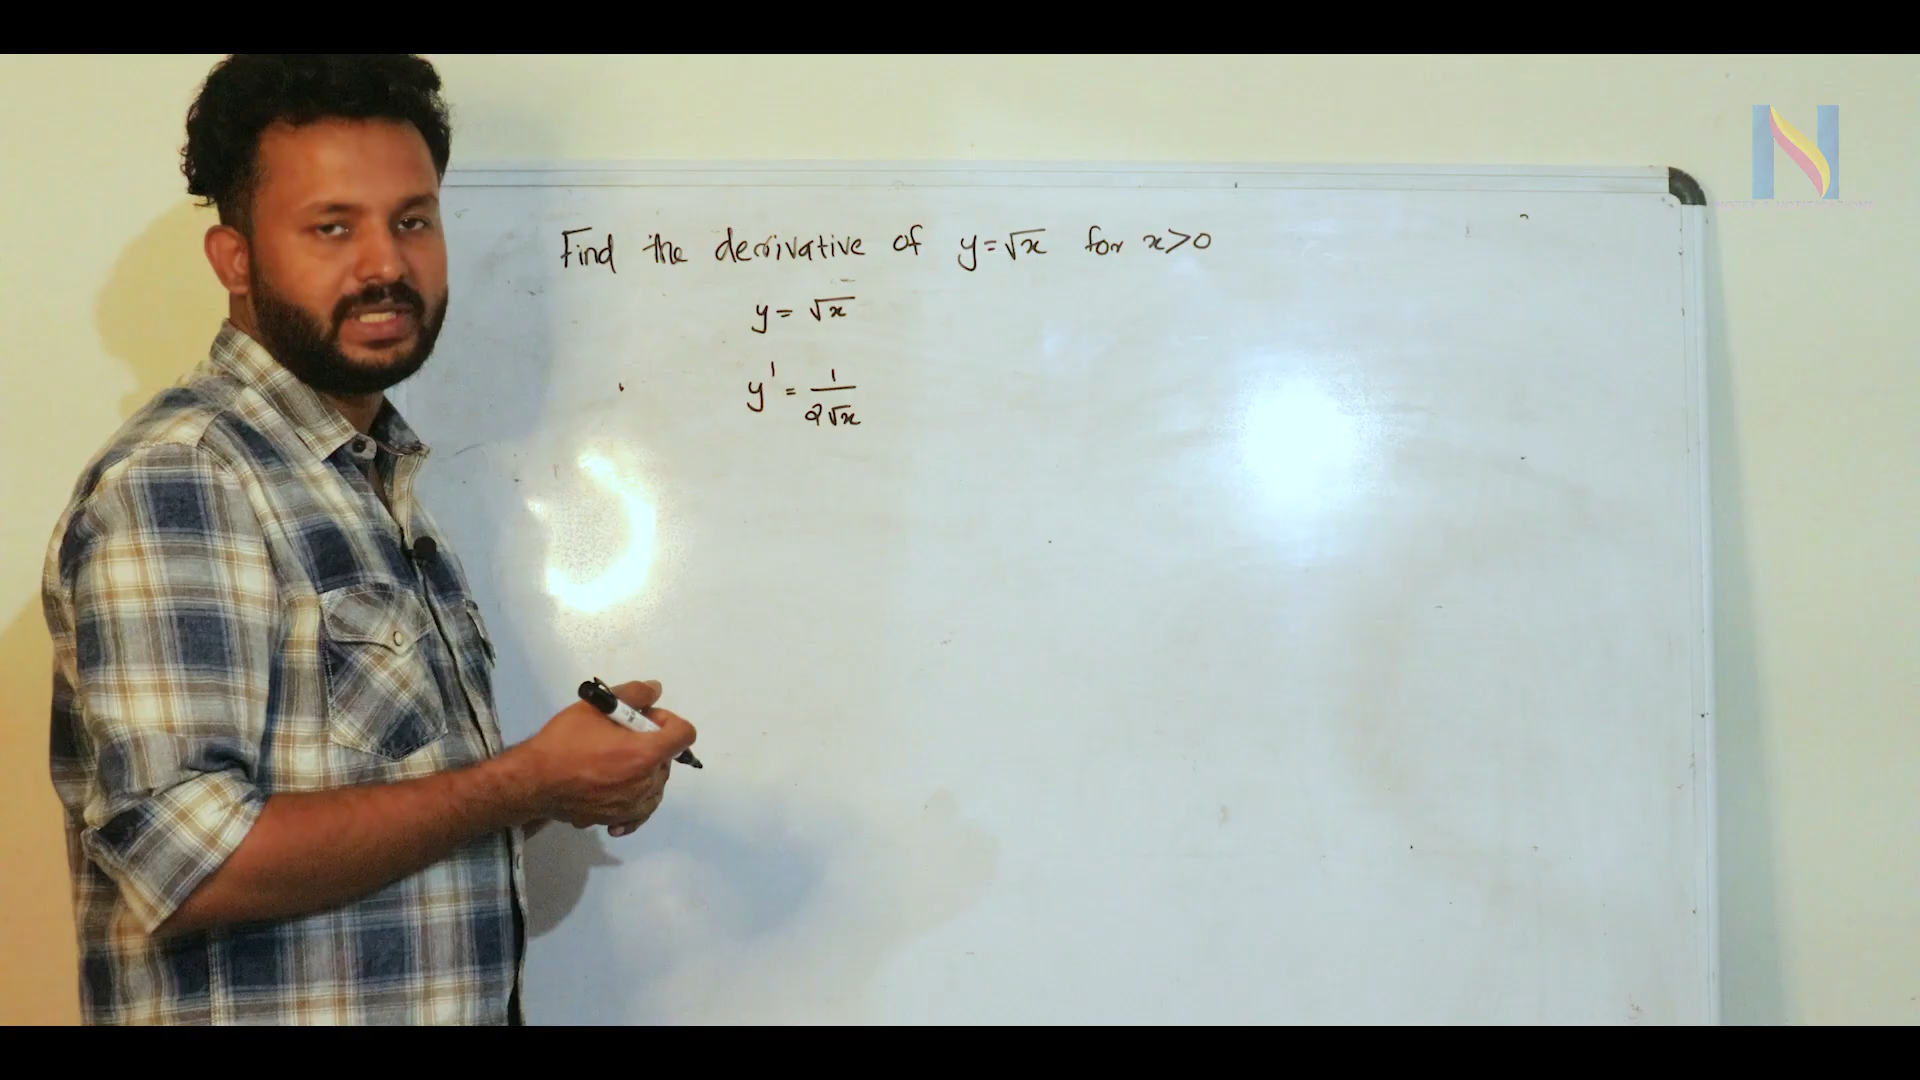 Find the derivative of y=√x for x>0
y = √x
y' = 1/2√x
N